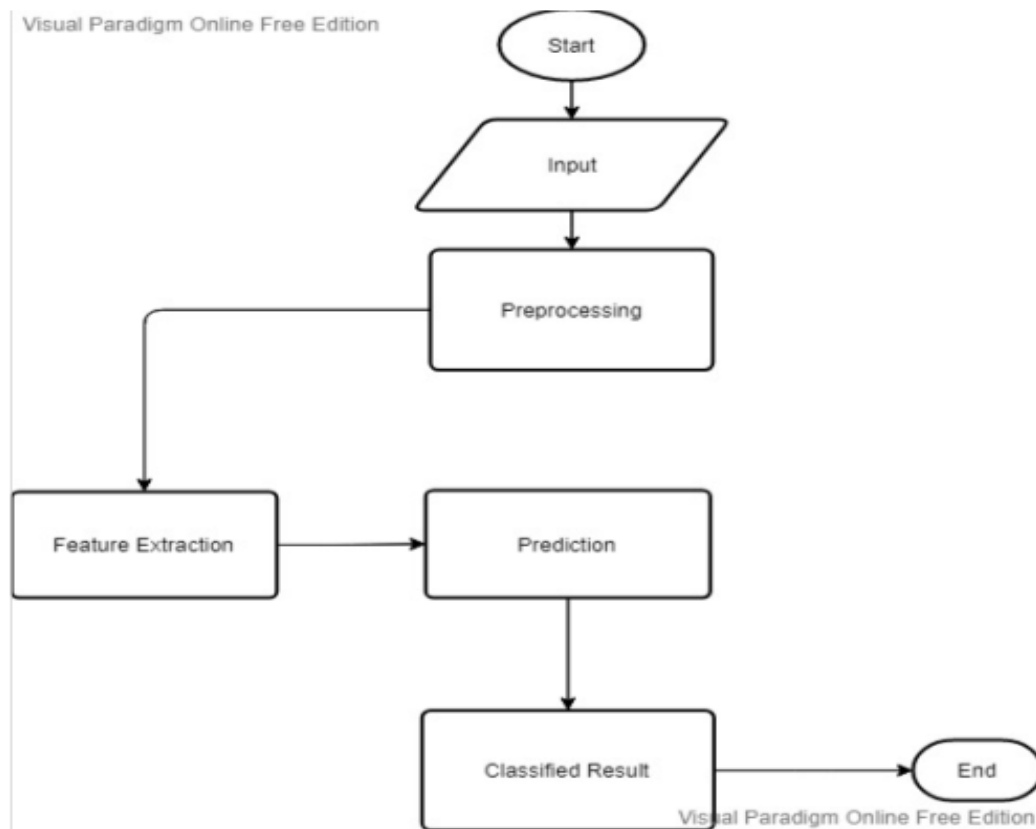 Visual Paradigm Online Free Edition
Start
Input
Preprocessing
Feature Extraction
Prediction
Classified Result
End
Visual Paradigm Online Free Edition